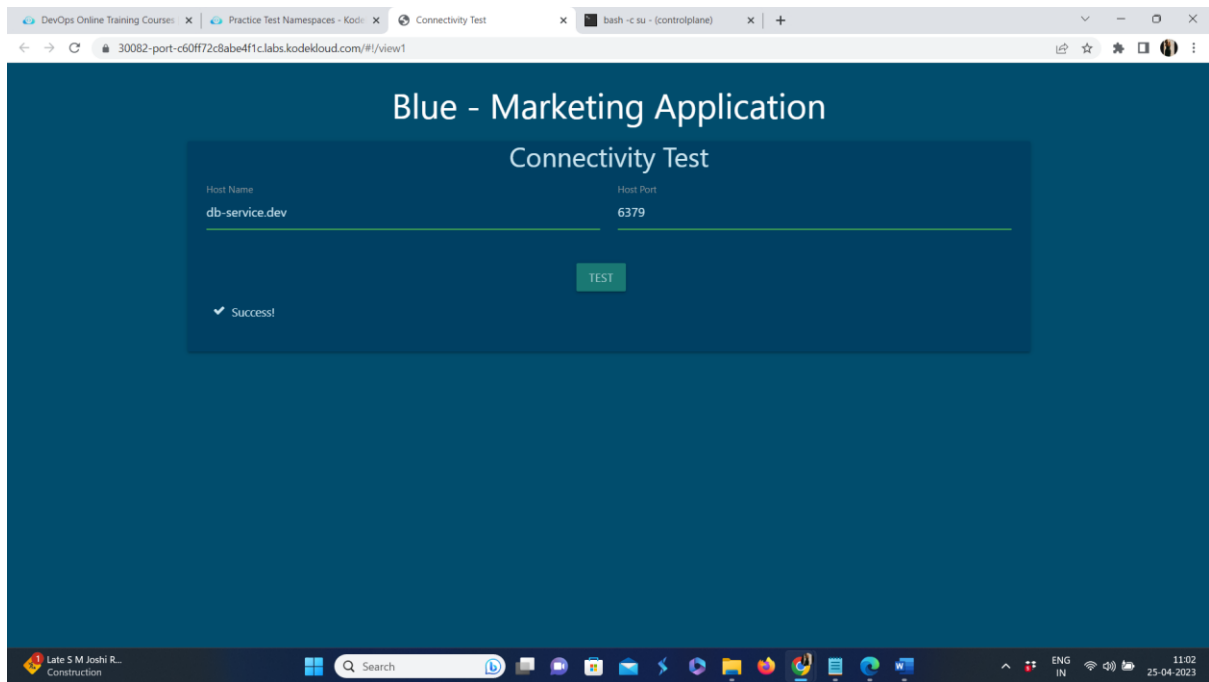 DevOps Online Training Courses
Practice Test Namespaces - Kode
Connectivity Test
bash -c su - (controlplane)
30082-port-c60ff72c8abe4f1c.labs.kodekloud.com/#!/view1
Blue - Marketing Application
Connectivity Test
Host Name
Host Port
db-service.dev
6379
TEST
Success!
1
Late S M Joshi R...
Construction
Search
ENG
IN
11:02
25-04-2023